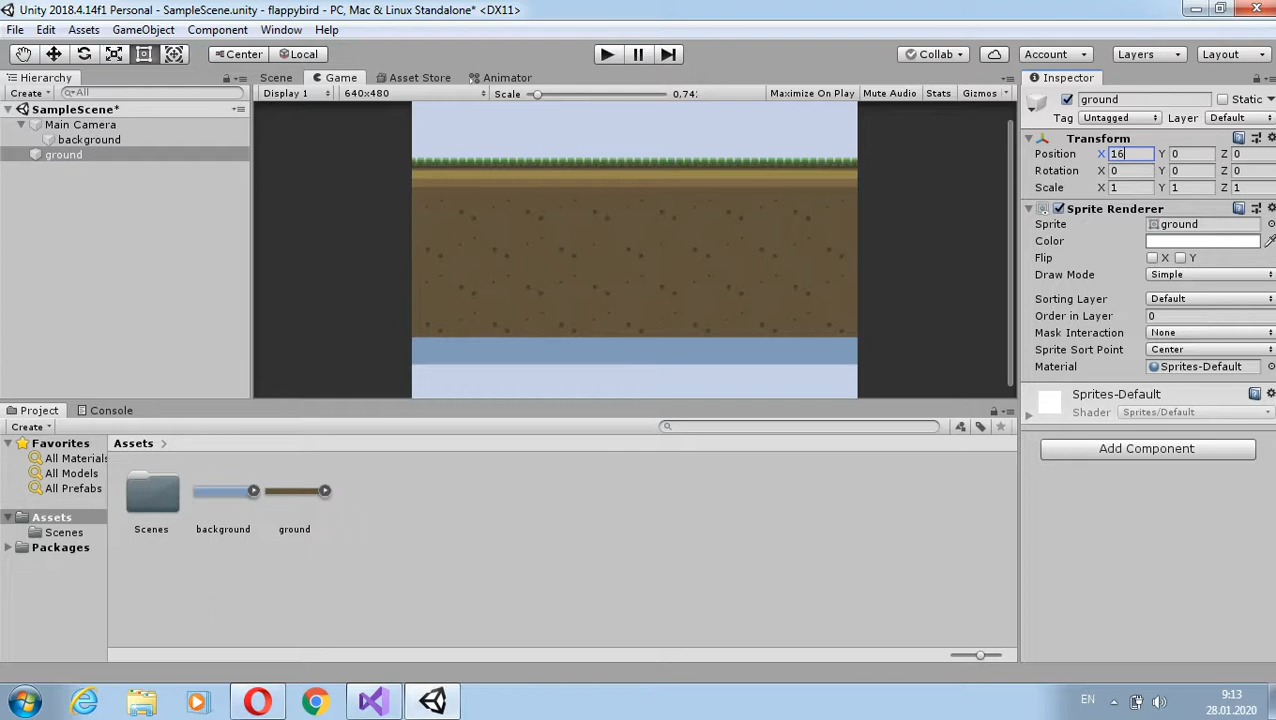 Unity 2018.4.14f1 Personal - SampleScene.unity - flappybird - PC, Mac & Linux Standalone* <DX11>
File Edit Assets GameObject Component Window Help
Center Local Collab Account Layers Layout
Hierarchy Scene Game Asset Store Animator Inspector
Create All Display 1 640x480 Scale 0,74: Maximize On Play Mute Audio Stats Gizmos ground Static
SampleScene*
Tag Untagged Layer Default
Main Camera
Transform
background
ground
Position X 16 Y 0 Z 0
Rotation X 0 Y 0 Z 0
Scale X 1 Y 1 Z 1
Sprite Renderer
Sprite ground
Color
Flip X Y
Draw Mode Simple
Sorting Layer Default
Order in Layer 0
Mask Interaction None
Sprite Sort Point Center
Material Sprites-Default
Sprites-Default
Shader Sprites/Default
Add Component
Project Console
Create
Favorites Assets
All Materials
All Models
All Prefabs
Assets
Scenes
Packages
Scenes background ground
EN 9:13
28.01.2020